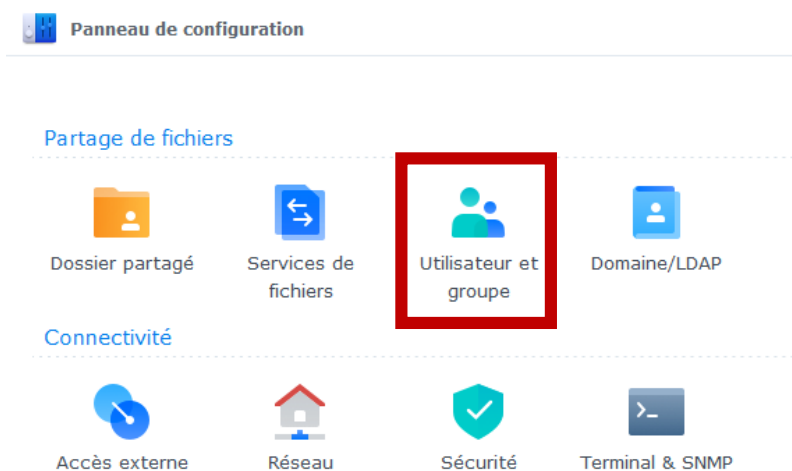 Panneau de configuration
Partage de fichiers
Dossier partagé
Services de
fichiers
Utilisateur et
groupe
Domaine/LDAP
Connectivité
Accès externe
Réseau
Sécurité
Terminal & SNMP